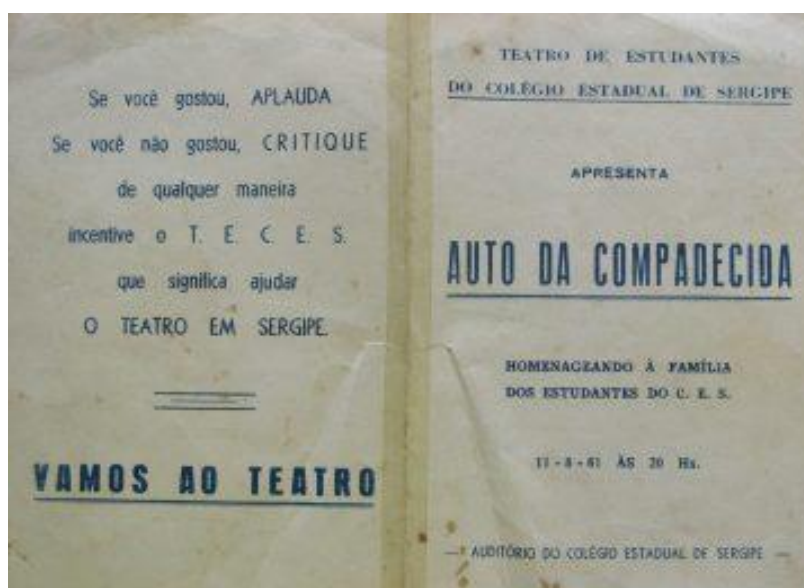 Se você gostou, APLAUDA
Se você não gostou, CRITIQUE
de qualquer maneira
incentive o T. E. C. E. S.
que significa ajudar
O TEATRO EM SERGIPE.
VAMOS AO TEATRO
TEATRO DE ESTUDANTES
DO COLÉGIO ESTADUAL DE SERGIPE
APRESENTA
AUTO DA COMPADECIDA
HOMENAGEANDO À FAMÍLIA
DOS ESTUDANTES DO C. E. S.
ÀS 20 Hs.
— AUDITÓRIO DO COLÉGIO ESTADUAL DE SERGIPE —